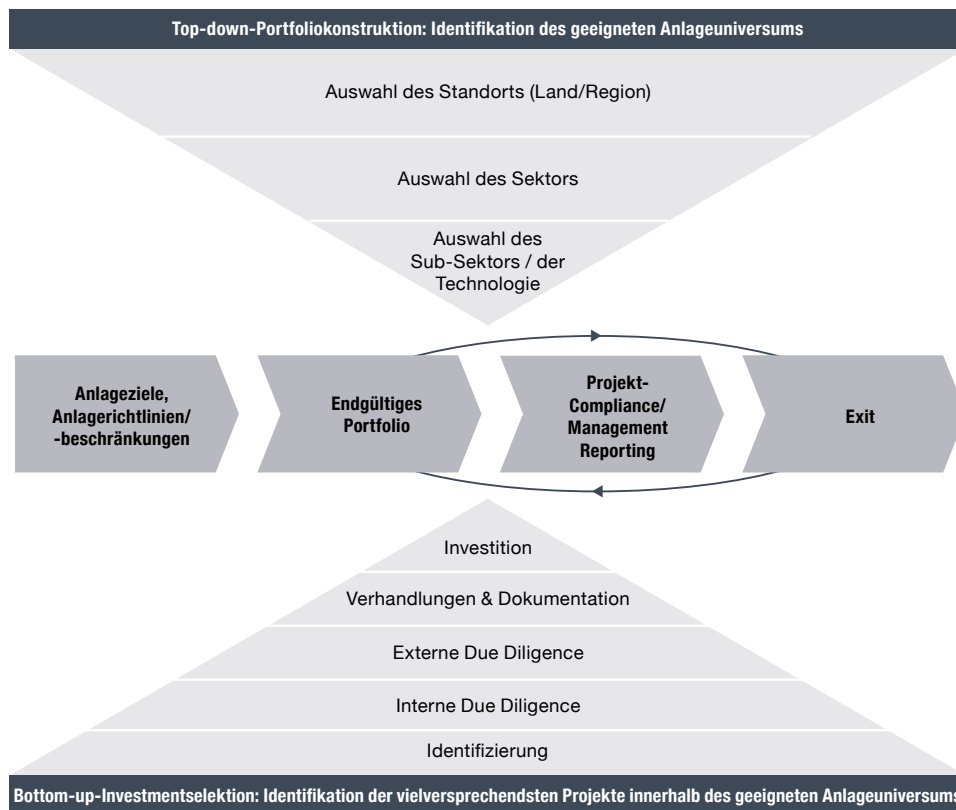 Top-down-Portfoliokonstruktion: Identifikation des geeigneten Anlageuniversums
Auswahl des Standorts (Land/Region)
Auswahl des Sektors
Auswahl des
Sub-Sektors / der
Technologie
Anlageziele,
Anlagerichtlinien/
-beschränkungen
Endgültiges
Portfolio
Projekt-
Compliance/
Management
Reporting
Exit
Investition
Verhandlungen & Dokumentation
Externe Due Diligence
Interne Due Diligence
Identifizierung
Bottom-up-Investmentselektion: Identifikation der vielversprechendsten Projekte innerhalb des geeigneten Anlageuniversums